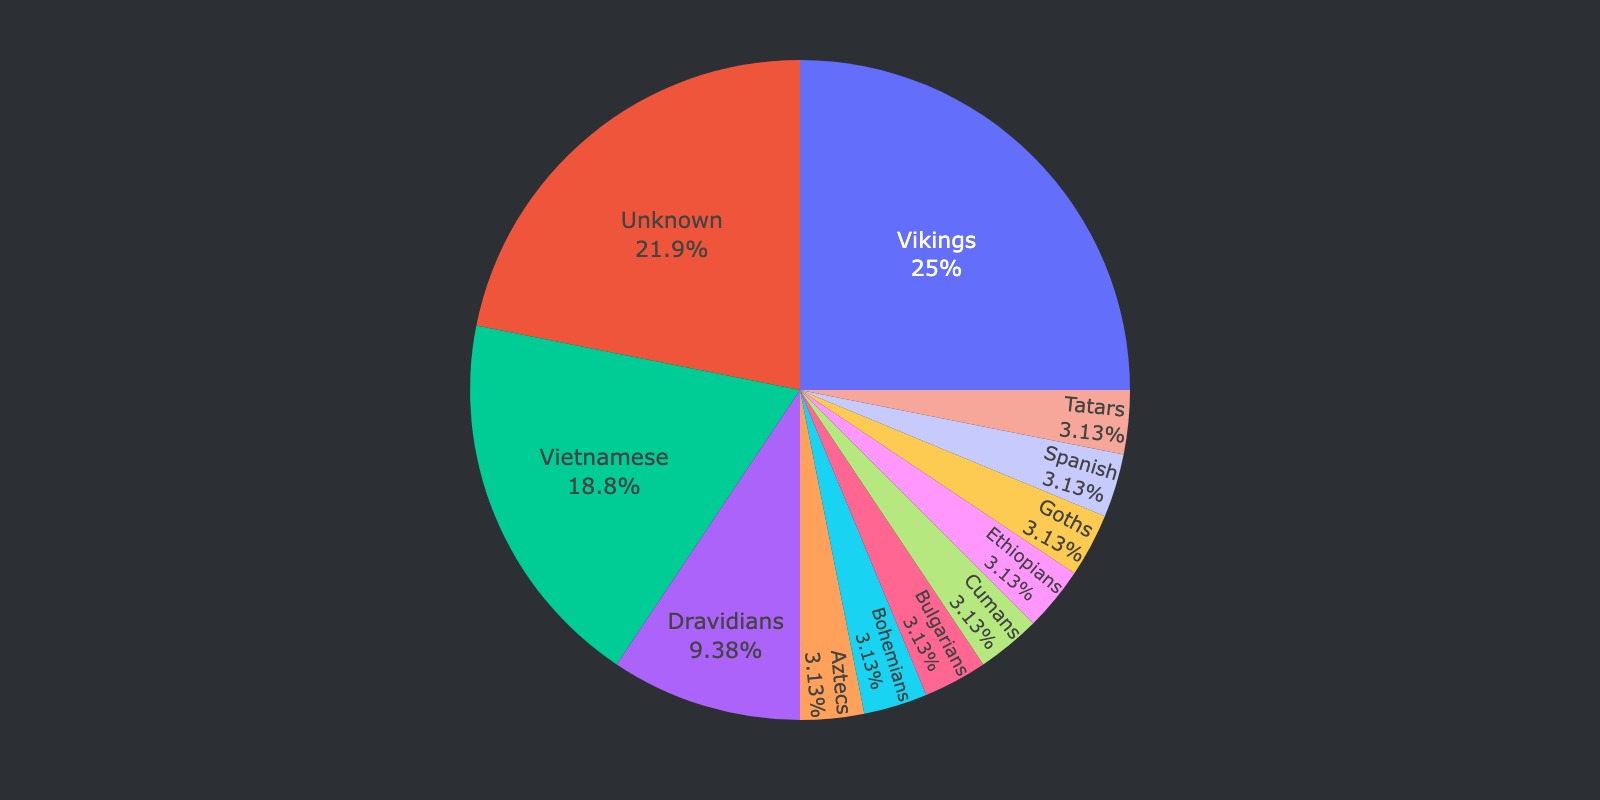 Unknown
21.9%
Vikings
25%
Vietnamese
18.8%
Dravidians
9.38%
Aztecs
3.13%
Bohemians
3.13%
Bulgarians
3.13%
Cumans
3.13%
Ethiopians
3.13%
Goths
3.13%
Spanish
3.13%
Tatars
3.13%